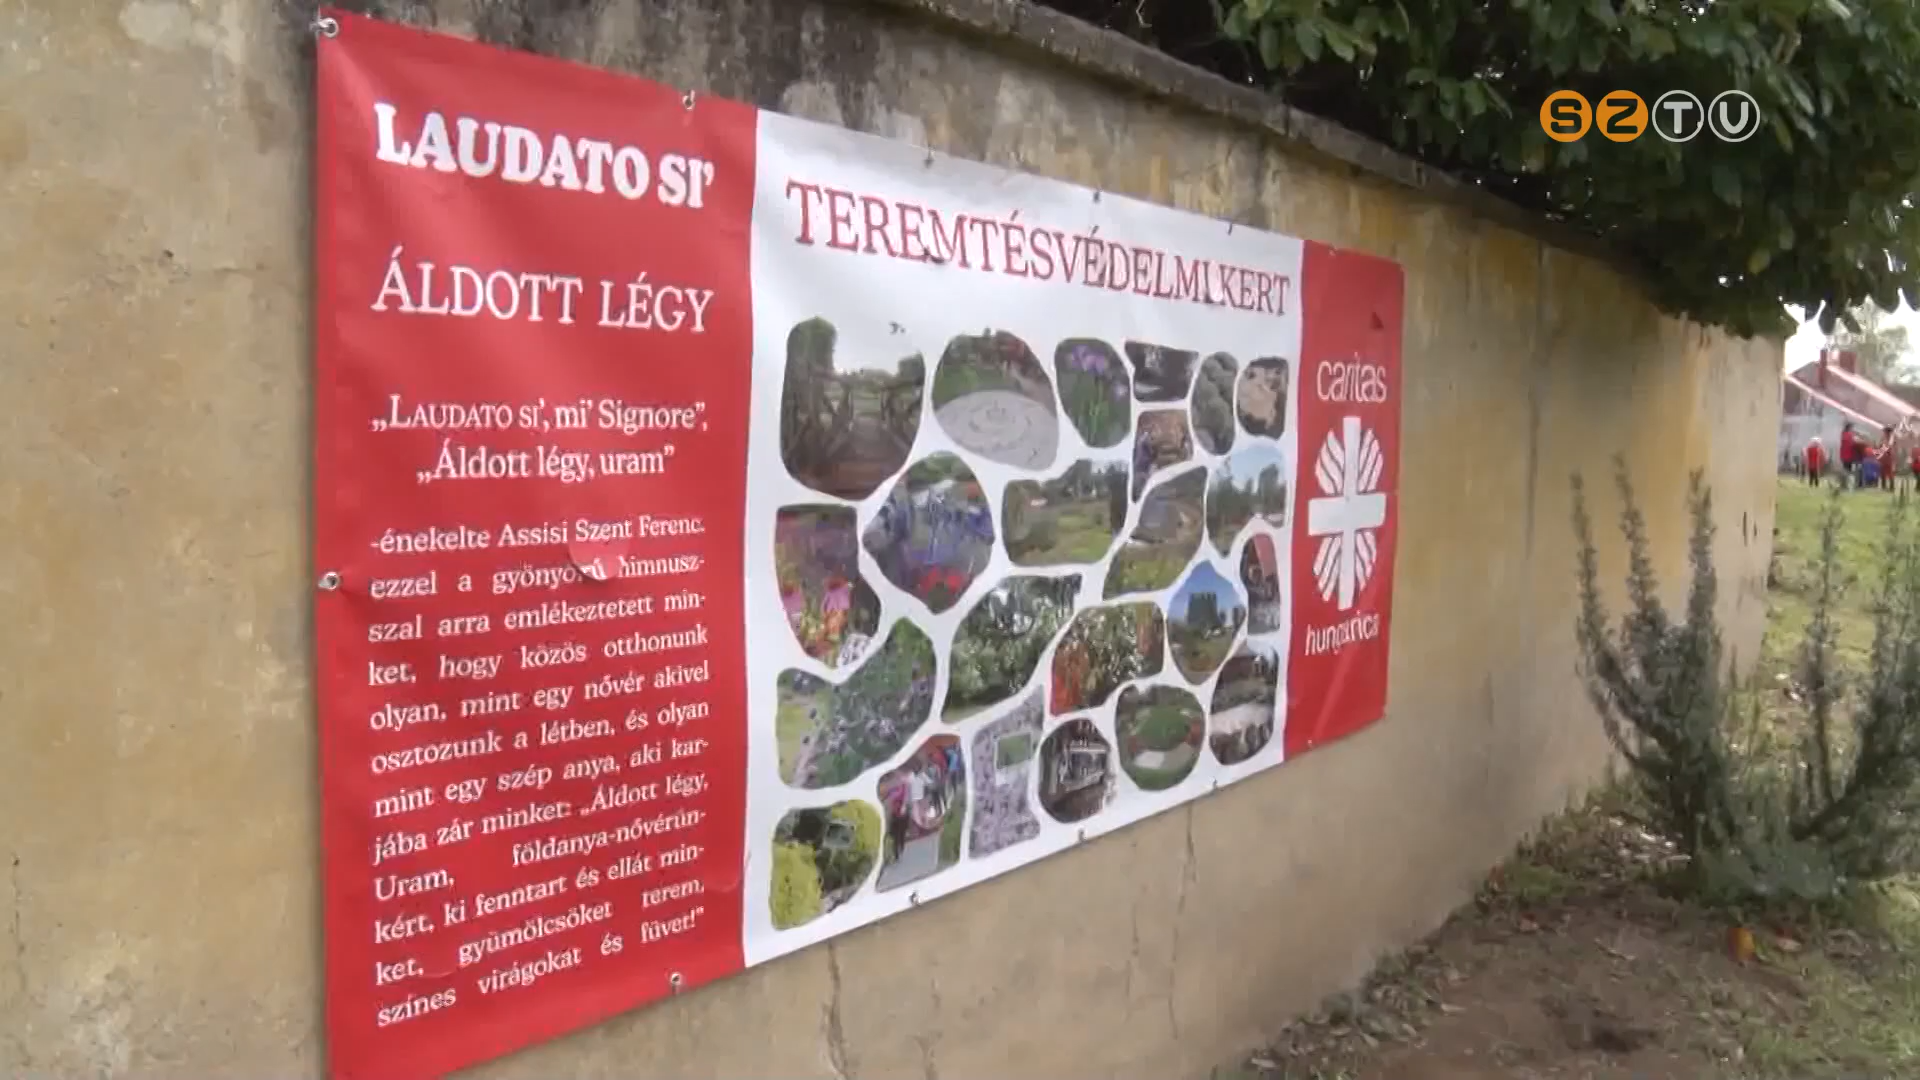 LAUDATO SI'
ÁLDOTT LÉGY
„LAUDATO SI', mi' Signore",
„Áldott légy, uram"
-énekelte Assisi Szent Ferenc.
ezzel a gyönyörű himnusz-
szal arra emlékeztetett min-
ket, hogy közös otthonunk
olyan, mint egy nővér akivel
osztozunk a létben, és olyan
mint egy szép anya, aki kar-
jába zár minket: „Áldott légy,
Uram, földanya-nővérün-
kért, ki fenntart és ellát min-
ket, gyümölcsöket terem,
színes virágokat és füvet!"
TEREMTÉSVÉDELMI KERT
caritas
hungarica
SZTV